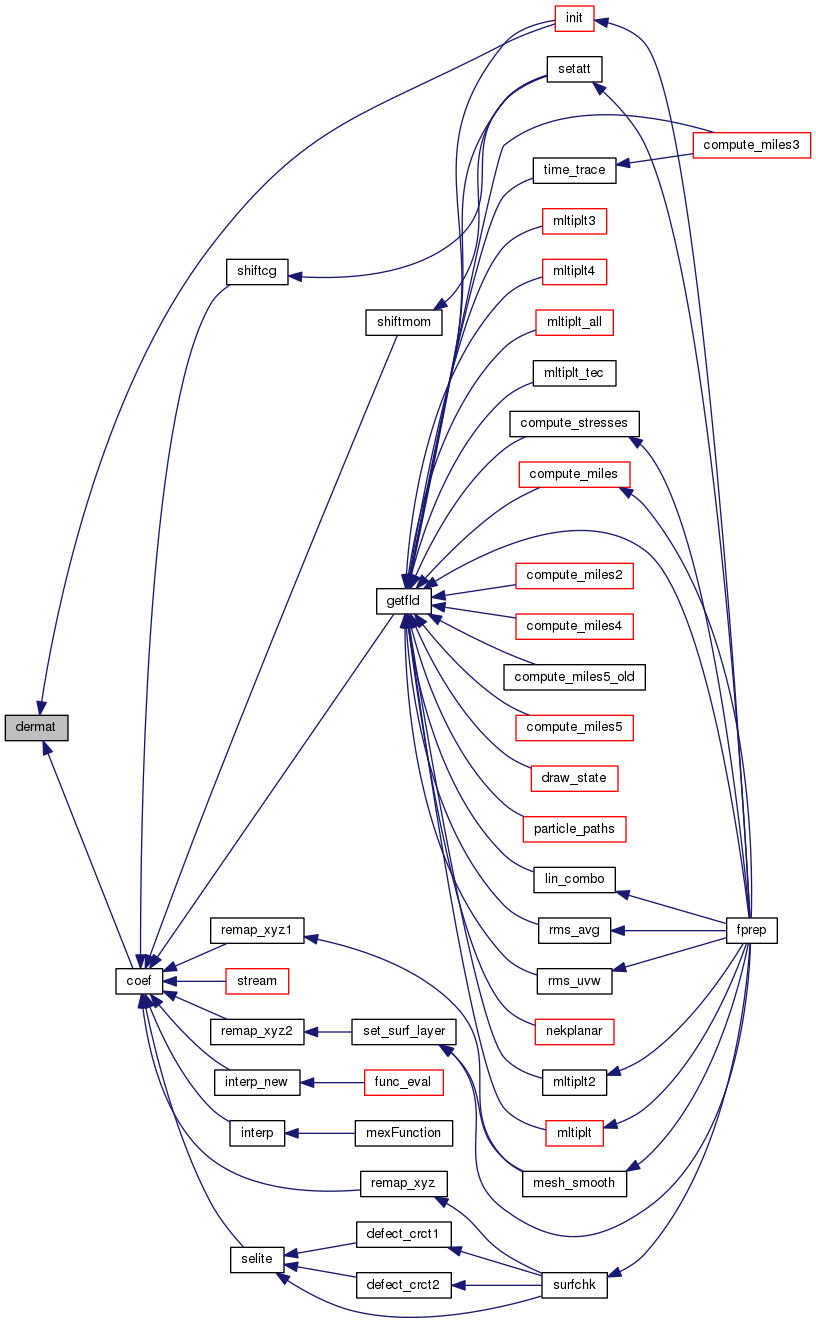 init
setatt
compute_miles3
time_trace
mltiplt3
shiftcg
mltiplt4
shiftmom
mltiplt_all
mltiplt_tec
compute_stresses
compute_miles
compute_miles2
getfld
compute_miles4
compute_miles5_old
dermat
compute_miles5
draw_state
particle_paths
lin_combo
remap_xyz1
rms_avg
fprep
coef
stream
rms_uvw
remap_xyz2
set_surf_layer
nekplanar
interp_new
func_eval
mltiplt2
interp
mexFunction
mltiplt
remap_xyz
mesh_smooth
defect_crct1
selite
defect_crct2
surfchk